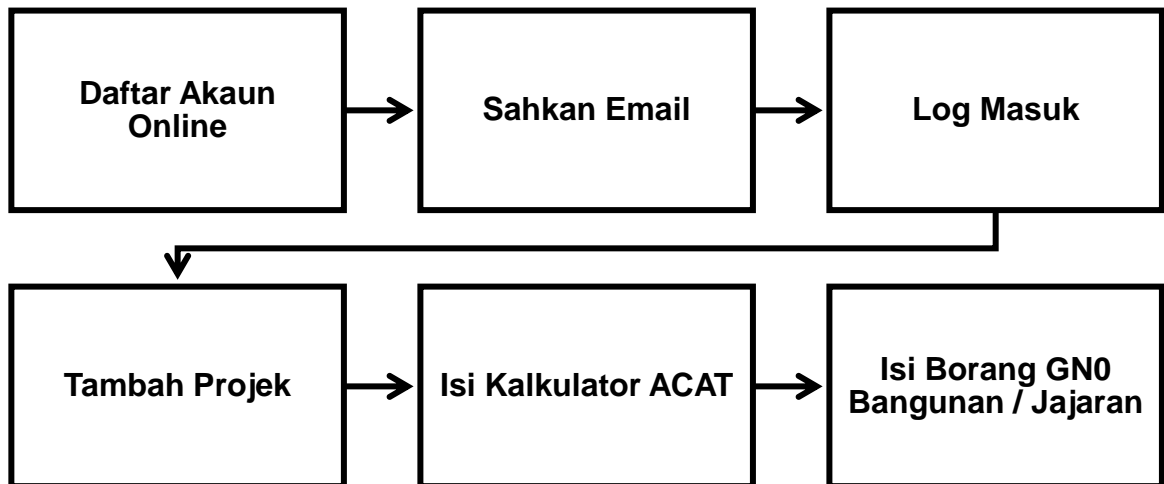 Daftar Akaun
Online
Sahkan Email
Log Masuk
Tambah Projek
Isi Kalkulator ACAT
Isi Borang GN0
Bangunan / Jajaran